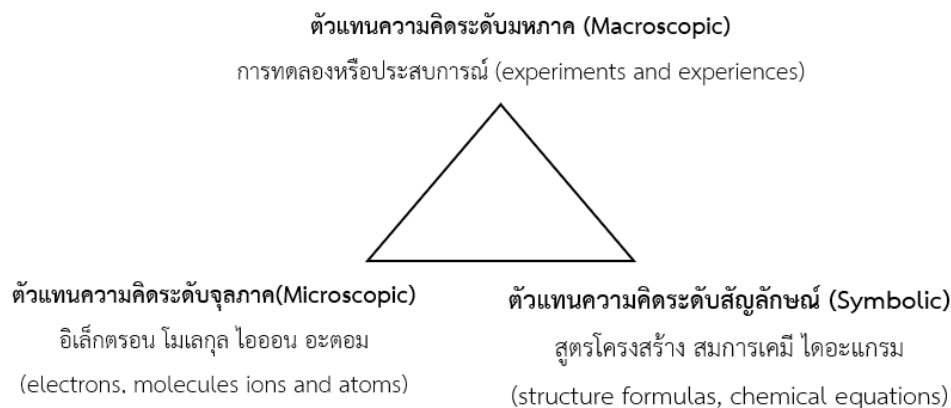 ตัวแทนความคิดระดับมหภาค (Macroscopic)
การทดลองหรือประสบการณ์ (experiments and experiences)
ตัวแทนความคิดระดับจุลภาค(Microscopic)
อิเล็กตรอน โมเลกุล ไอออน อะตอม
(electrons, molecules ions and atoms)
ตัวแทนความคิดระดับสัญลักษณ์ (Symbolic)
สูตรโครงสร้าง สมการเคมี ไดอะแกรม
(structure formulas, chemical equations)